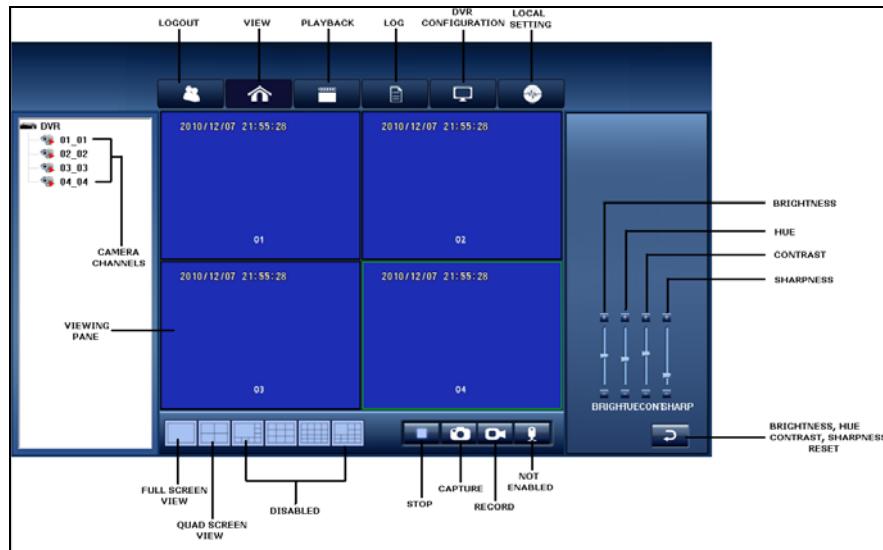 LOGOUT
VIEW
PLAYBACK
LOG
DVR
CONFIGURATION
LOCAL
SETTING
DVR
01_01
02_02
03_03
04_04
CAMERA
CHANNELS
VIEWING
PANE
2010/12/07 21:55:28
01
2010/12/07 21:55:28
02
2010/12/07 21:55:28
03
2010/12/07 21:55:28
04
BRIGHTNESS
HUE
CONTRAST
SHARPNESS
BRIGHTUECONTSHARP
BRIGHTNESS, HUE
CONTRAST, SHARPNESS
RESET
FULL SCREEN
VIEW
QUAD SCREEN
VIEW
DISABLED
STOP
CAPTURE
RECORD
NOT
ENABLED